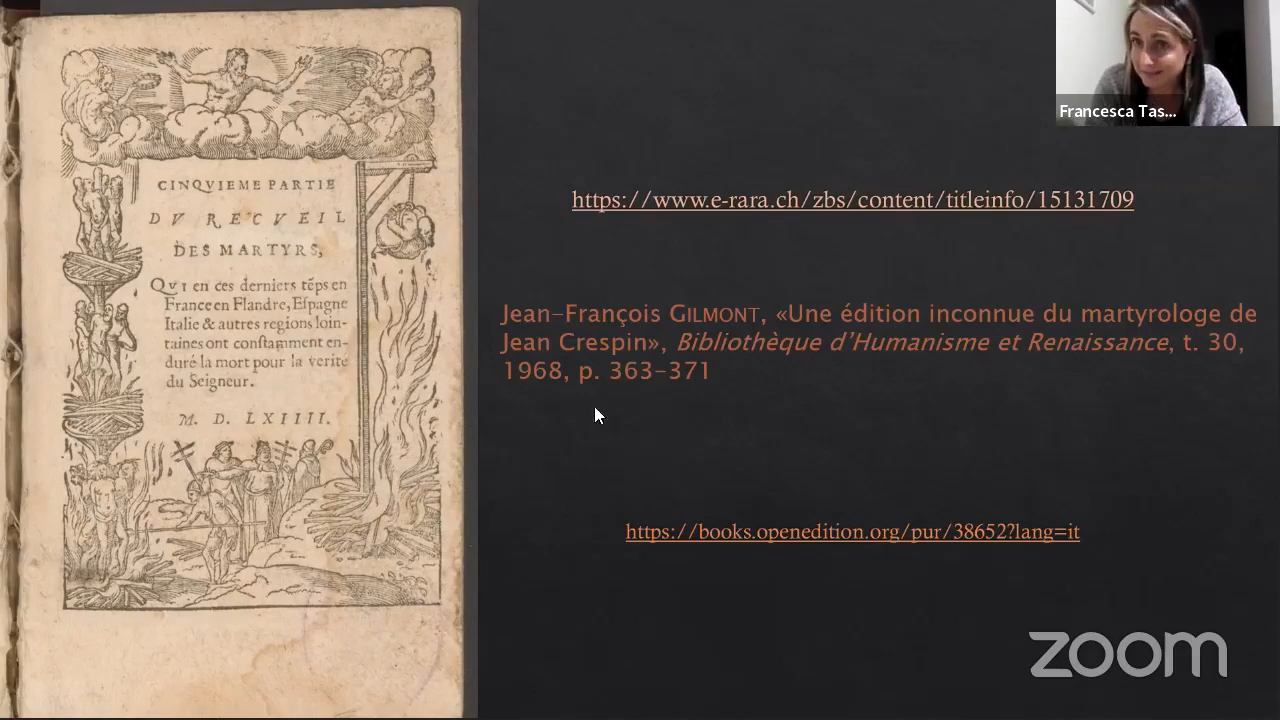 CINQVIEME PARTIE
DV RECVEIL
DES MARTYRS,
Qvi en ces derniers tẽps en
France en Flandre, Eſpagne
Italie & autres regions loin-
taines ont conſtamment en-
duré la mort pour la verite
du Seigneur.
M. D. LXIIII.
Francesca Tas...
https://www.e-rara.ch/zbs/content/titleinfo/15131709
Jean-François GILMONT, «Une édition inconnue du martyrologe de
Jean Crespin», Bibliothèque d’Humanisme et Renaissance, t. 30,
1968, p. 363-371
https://books.openedition.org/pur/38652?lang=it
zoom